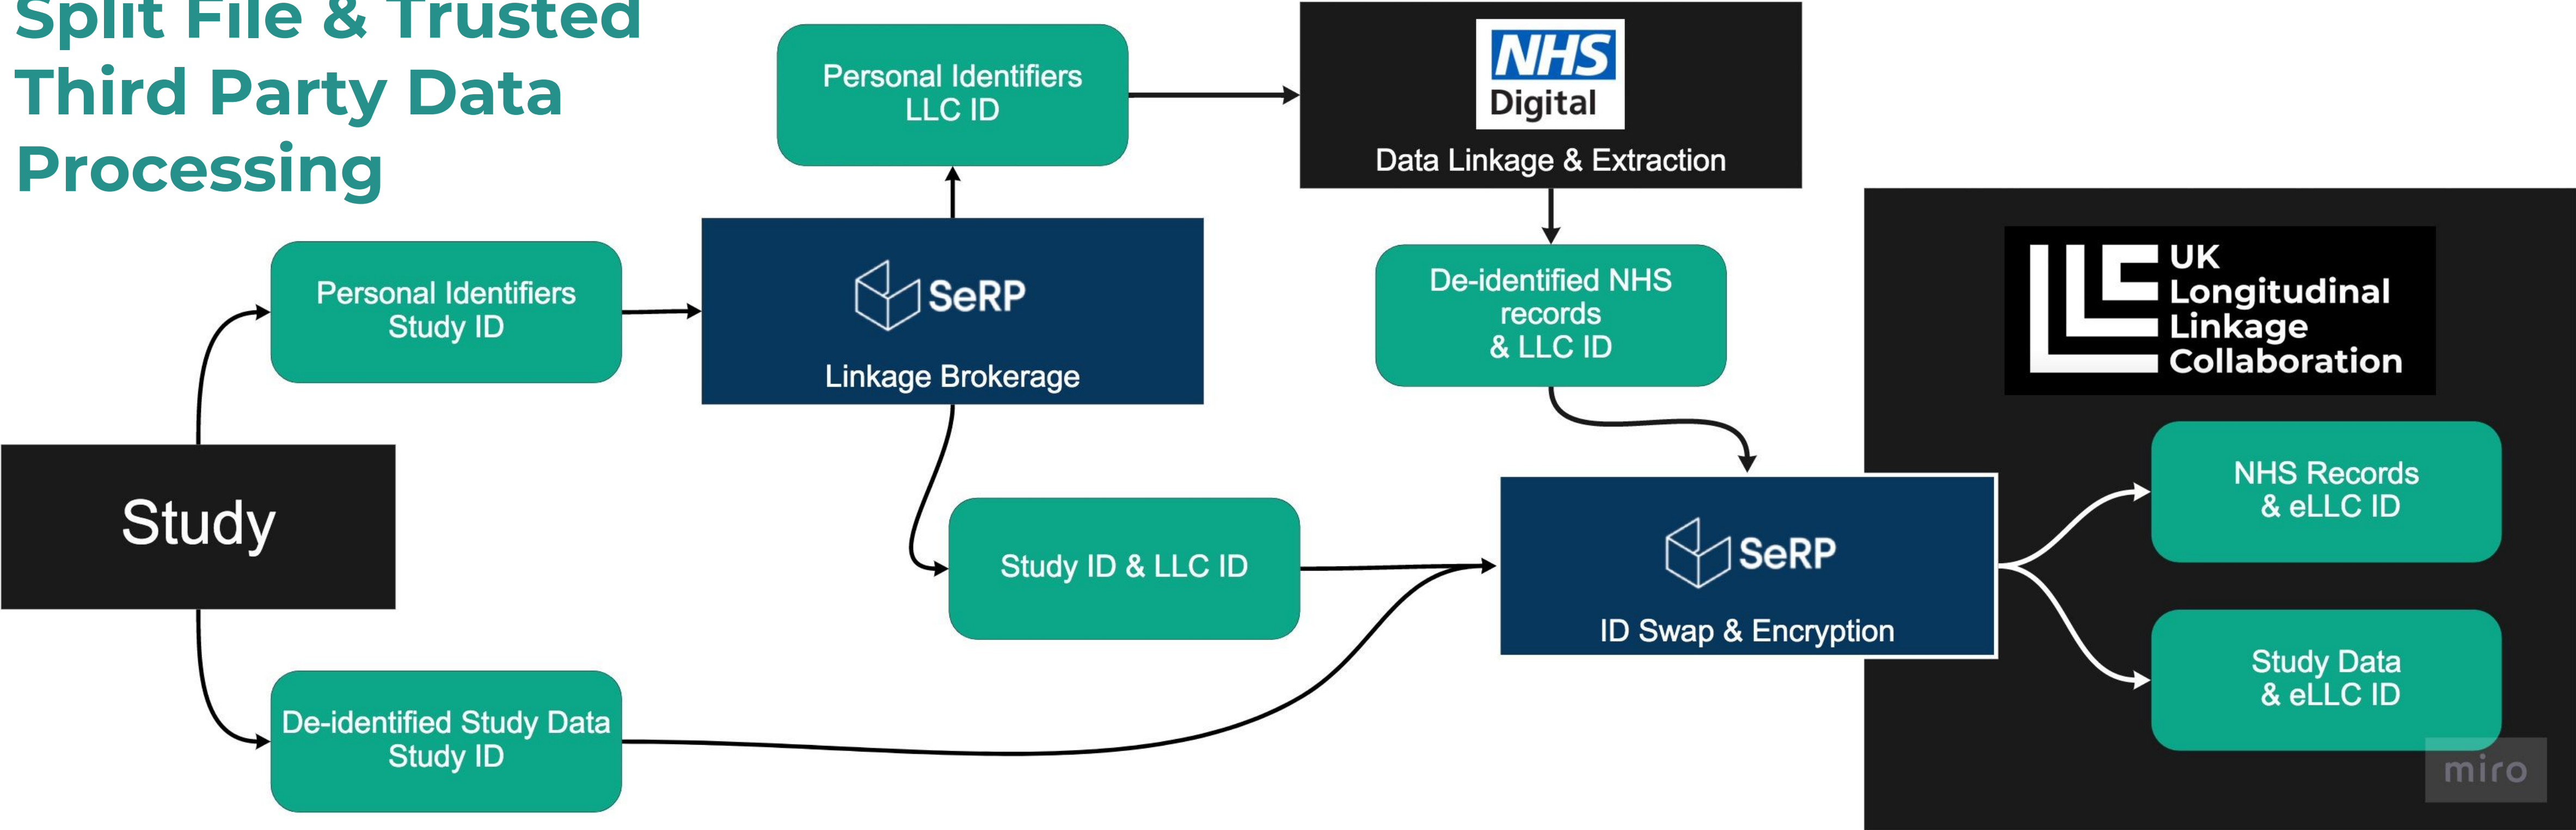 Split File & Trusted
Third Party Data
Processing
Personal Identifiers
LLC ID
NHS
Digital
Data Linkage & Extraction
Personal Identifiers
Study ID
SeRP
Linkage Brokerage
De-identified NHS
records
& LLC ID
UK
Longitudinal
Linkage
Collaboration
Study
Study ID & LLC ID
SeRP
ID Swap & Encryption
NHS Records
& eLLC ID
Study Data
& eLLC ID
De-identified Study Data
Study ID
miro